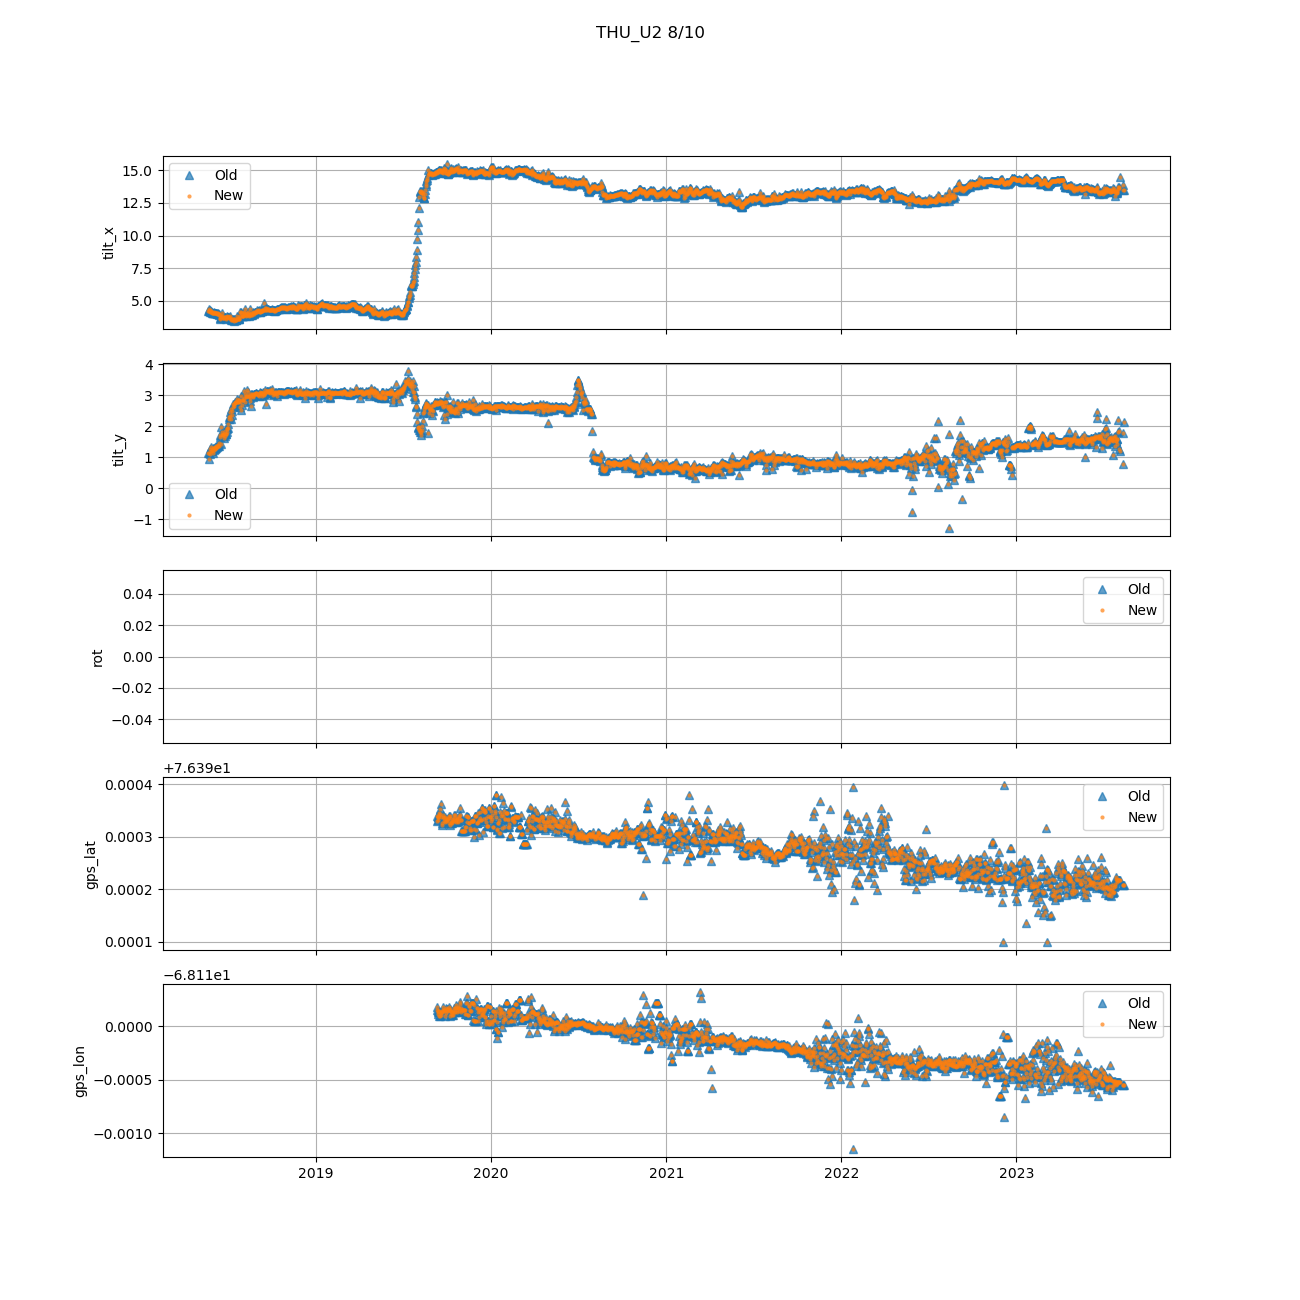 THU_U2 8/10
15.0
12.5
10.0
7.5
5.0
tilt_x
Old
New
4
3
2
1
0
−1
tilt_y
Old
New
0.04
0.02
0.00
−0.02
−0.04
rot
Old
New
+7.639e1
0.0004
0.0003
0.0002
0.0001
gps_lat
Old
New
−6.811e1
0.0000
−0.0005
−0.0010
gps_lon
Old
New
2019 2020 2021 2022 2023